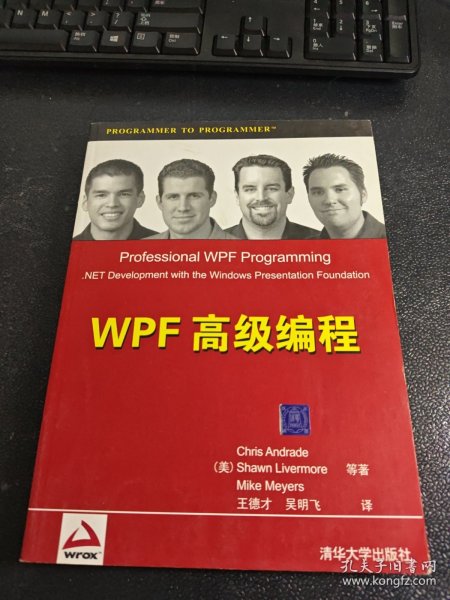 PROGRAMMER TO PROGRAMMER™
Professional WPF Programming
.NET Development with the Windows Presentation Foundation
WPF 高级编程
Chris Andrade
(美) Shawn Livermore 等著
Mike Meyers
王德才 吴明飞 译
wrox™
清华大学出版社
孔夫子旧书网
www.kongfz.com